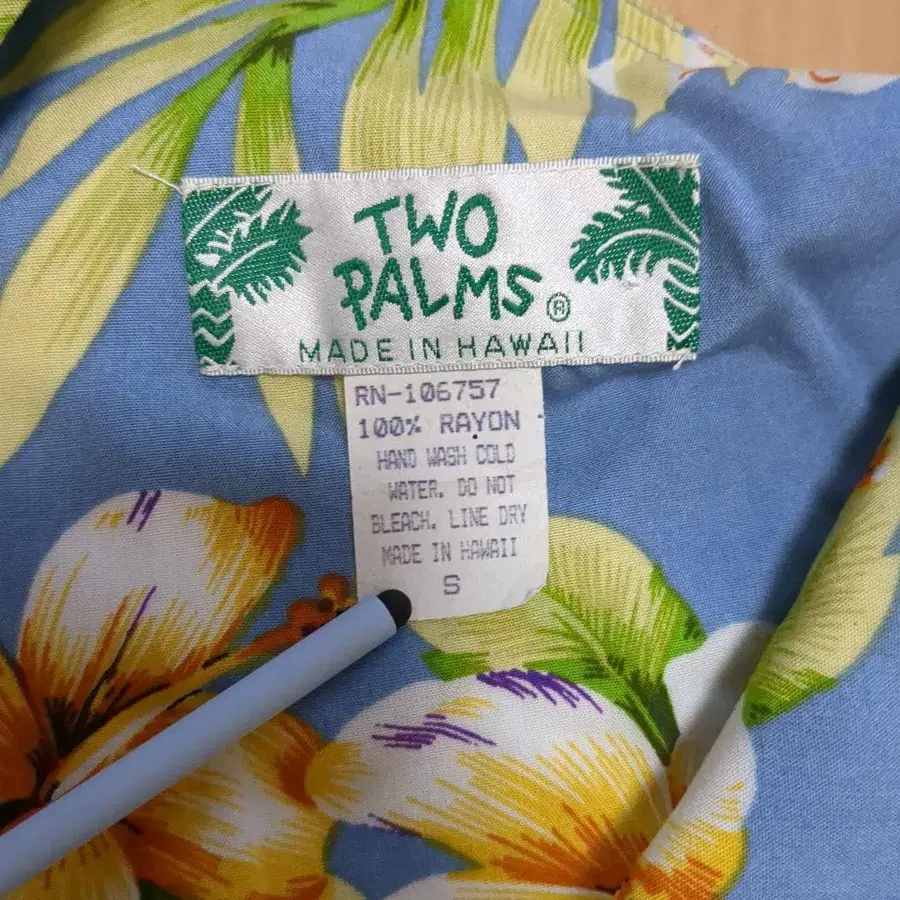 TWO
PALMS®
MADE IN HAWAII
RN-106757
100% RAYON
HAND WASH COLD
WATER. DO NOT
BLEACH. LINE DRY
MADE IN HAWAII
S